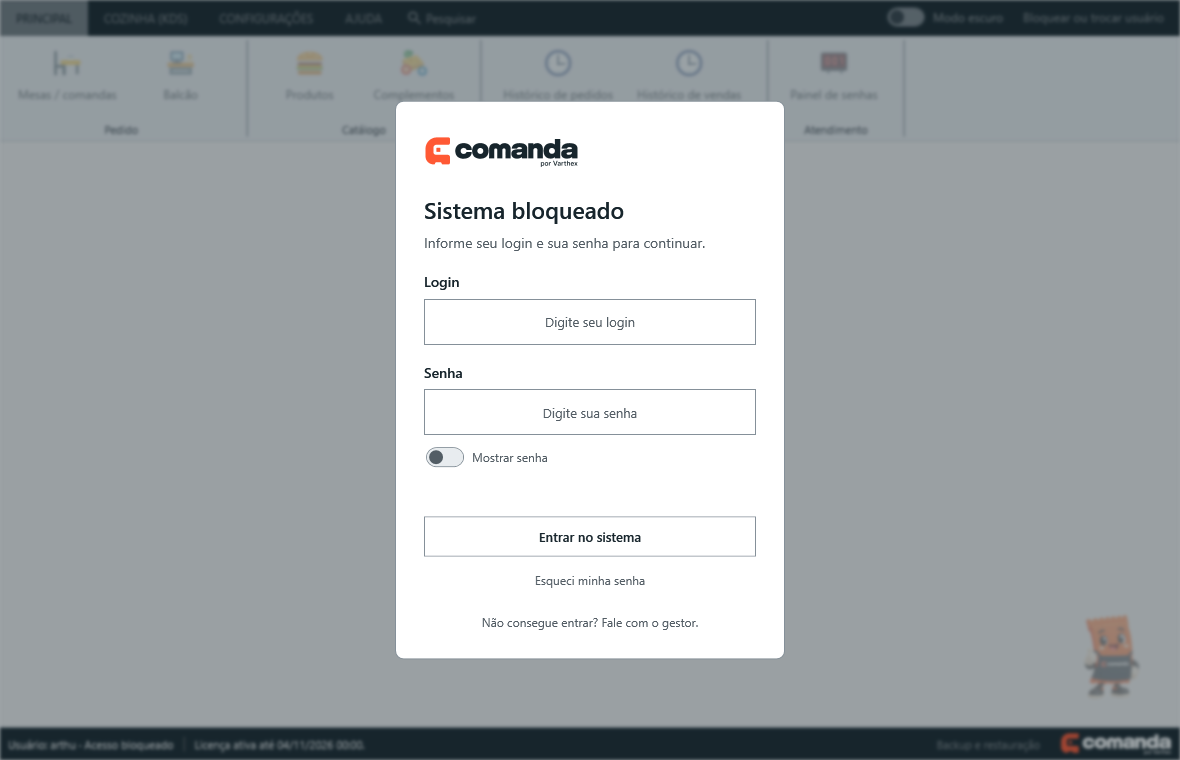 PRINCIPAL COZINHA (KDS) CONFIGURAÇÕES AJUDA Pesquisar Modo escuro Bloquear ou trocar usuário
Mesas / comandas Balcão Produtos Complementos Histórico de pedidos Histórico de vendas Painel de senhas
Pedido Catálogo Atendimento
comanda
por Varthex
Sistema bloqueado
Informe seu login e sua senha para continuar.
Login
Digite seu login
Senha
Digite sua senha
Mostrar senha
Entrar no sistema
Esqueci minha senha
Não consegue entrar? Fale com o gestor.
Usuário: arthu - Acesso bloqueado Licença ativa até 04/11/2026 00:00. Backup e restauração comanda